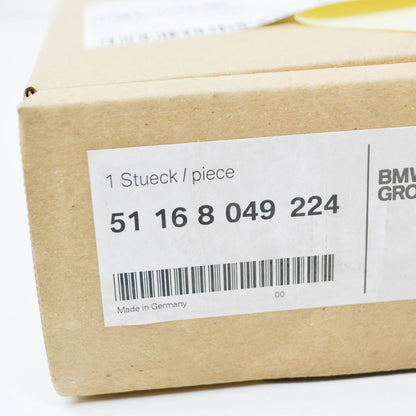 1 Stueck / piece
51 16 8 049 224
BMW
GRO
Made in Germany
00